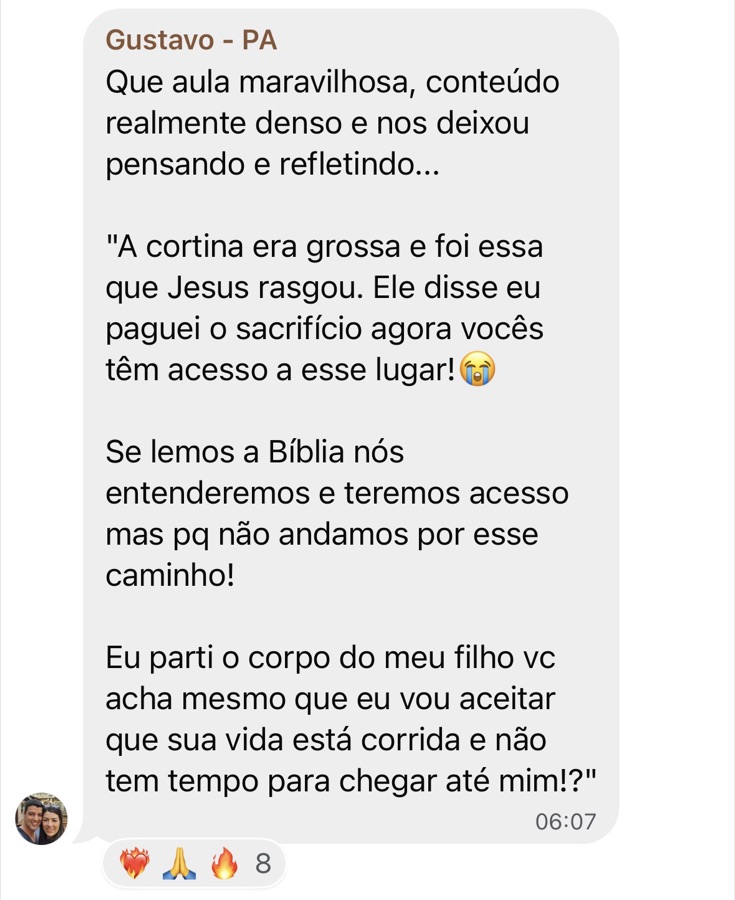 Gustavo - PA
Que aula maravilhosa, conteúdo
realmente denso e nos deixou
pensando e refletindo...
"A cortina era grossa e foi essa
que Jesus rasgou. Ele disse eu
paguei o sacrifício agora vocês
têm acesso a esse lugar!😭
Se lemos a Bíblia nós
entenderemos e teremos acesso
mas pq não andamos por esse
caminho!
Eu parti o corpo do meu filho vc
acha mesmo que eu vou aceitar
que sua vida está corrida e não
tem tempo para chegar até mim!?"
06:07
❤️‍🔥 🙏 🔥 8